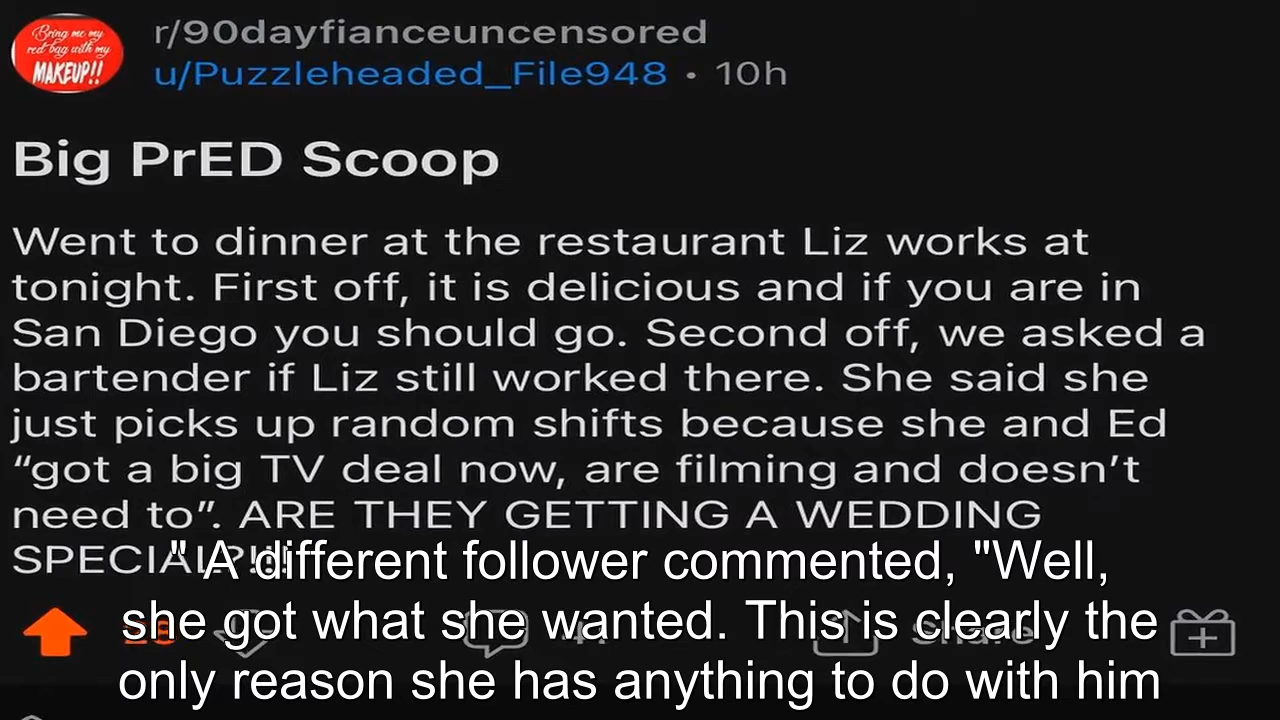 Bring me my
red bag with my
MAKEUP!!
r/90dayfianceuncensored
u/Puzzleheaded_File948 • 10h
Big PrED Scoop
Went to dinner at the restaurant Liz works at
tonight. First off, it is delicious and if you are in
San Diego you should go. Second off, we asked a
bartender if Liz still worked there. She said she
just picks up random shifts because she and Ed
“got a big TV deal now, are filming and doesn’t
need to”. ARE THEY GETTING A WEDDING
SPECIAL?!!!
" A different follower commented, "Well,
she got what she wanted. This is clearly the
only reason she has anything to do with him
28
Share